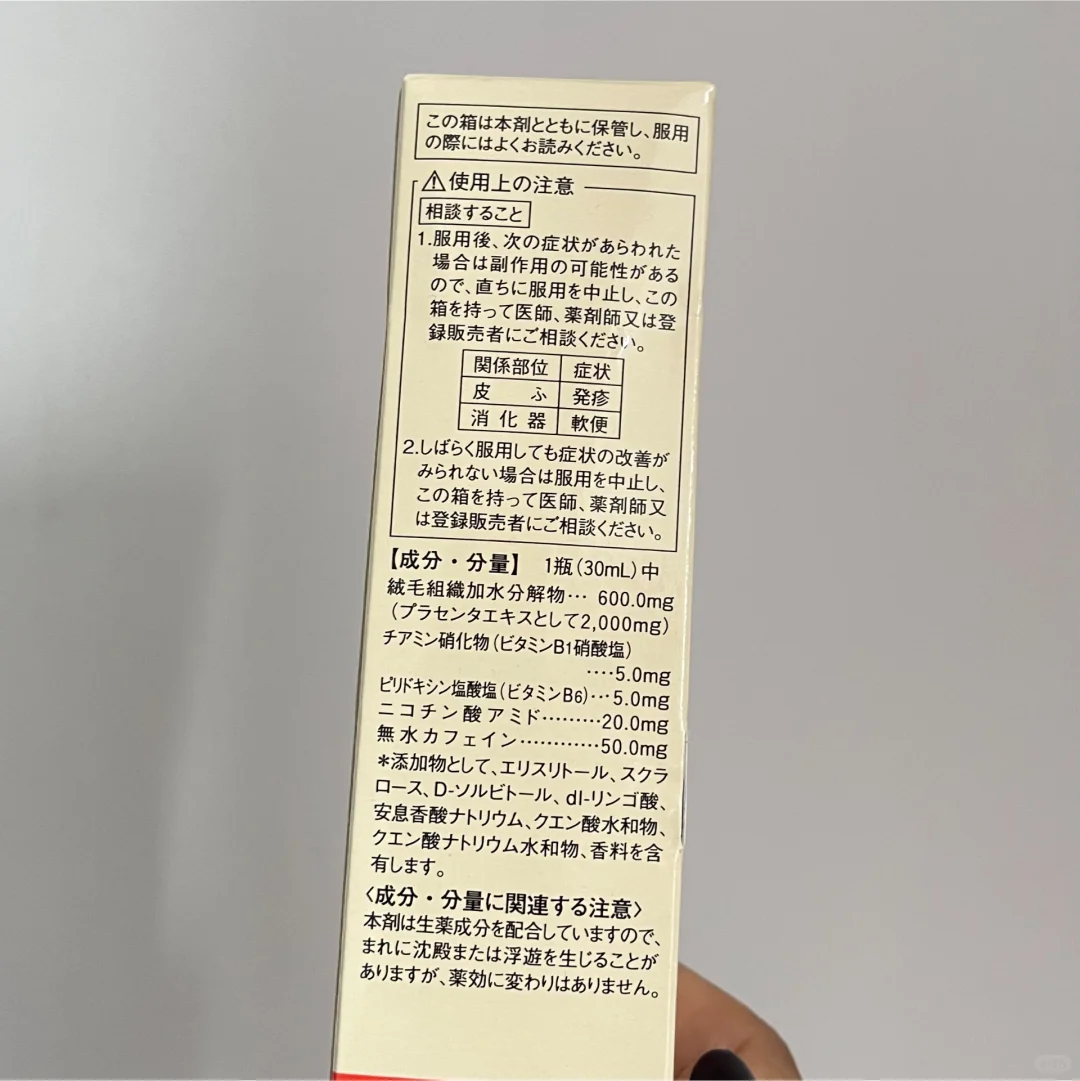 この箱は本剤とともに保管し、服用
の際にはよくお読みください。
⚠使用上の注意
相談すること
1.服用後、次の症状があらわれた
場合は副作用の可能性がある
ので、直ちに服用を中止し、この
箱を持って医師、薬剤師又は登
録販売者にご相談ください。
関係部位 症状
皮ふ 発疹
消化器 軟便
2.しばらく服用しても症状の改善が
みられない場合は服用を中止し、
この箱を持って医師、薬剤師又
は登録販売者にご相談ください。
【成分・分量】 1瓶(30mL)中
絨毛組織加水分解物… 600.0mg
(プラセンタエキスとして2,000mg)
チアミン硝化物(ビタミンB1硝酸塩)
‥‥5.0mg
ピリドキシン塩酸塩(ビタミンB6)…5.0mg
ニコチン酸アミド………20.0mg
無水カフェイン…………50.0mg
*添加物として、エリスリトール、スクラ
ロース、D-ソルビトール、dl-リンゴ酸、
安息香酸ナトリウム、クエン酸水和物、
クエン酸ナトリウム水和物、香料を含
有します。
〈成分・分量に関連する注意〉
本剤は生薬成分を配合していますので、
まれに沈殿または浮遊を生じることが
ありますが、薬効に変わりはありません。